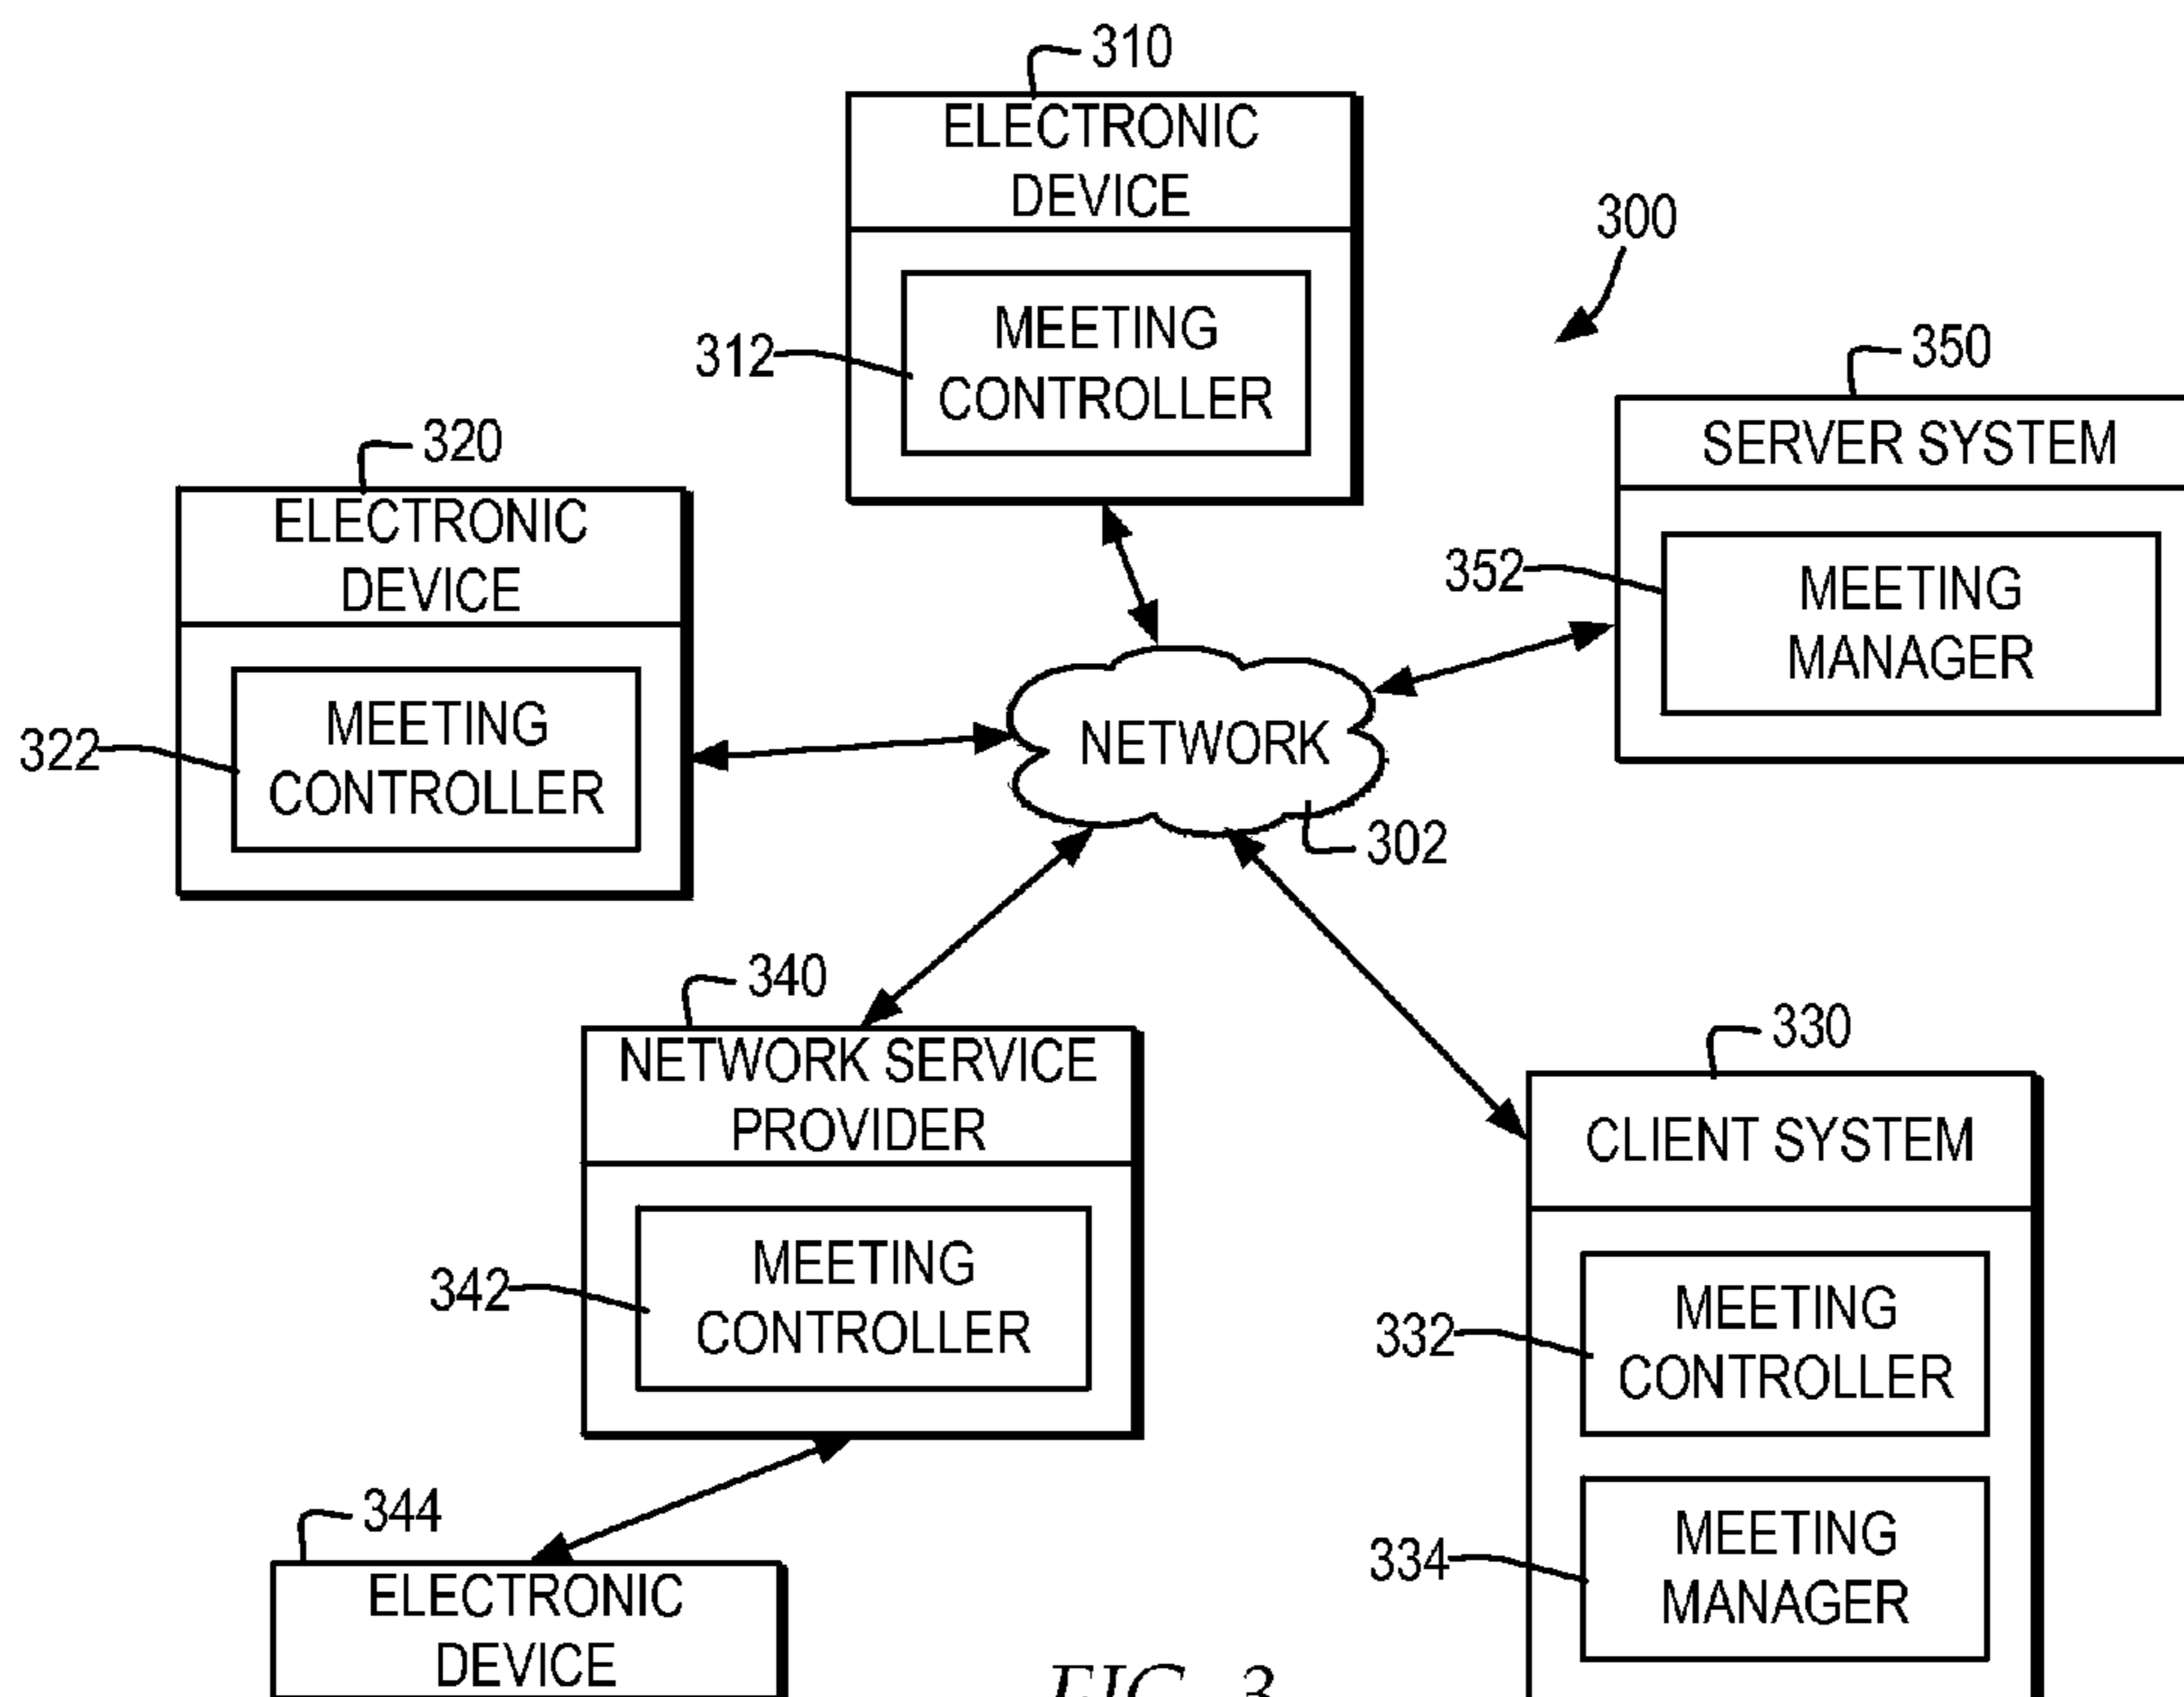 310
ELECTRONIC
DEVICE
312
MEETING
CONTROLLER
300
350
SERVER SYSTEM
352
MEETING
MANAGER
320
ELECTRONIC
DEVICE
322
MEETING
CONTROLLER
NETWORK
302
340
NETWORK SERVICE
PROVIDER
342
MEETING
CONTROLLER
330
CLIENT SYSTEM
332
MEETING
CONTROLLER
334
MEETING
MANAGER
344
ELECTRONIC
DEVICE
FIG. 3